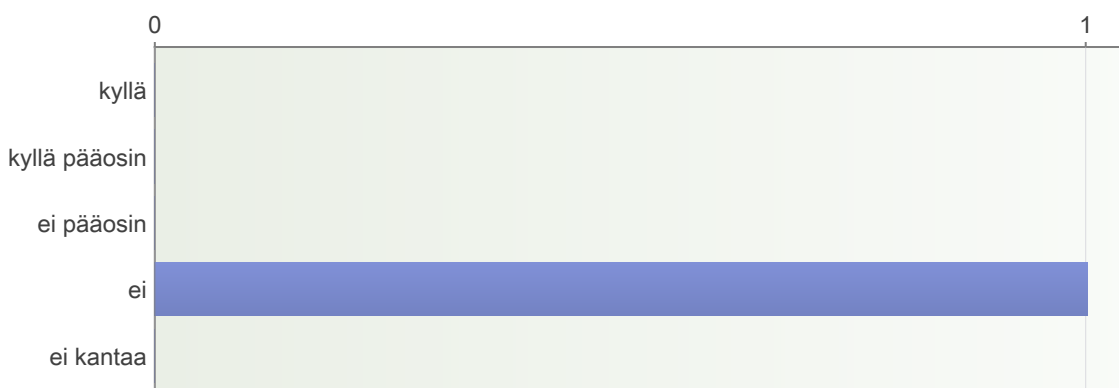 0 1
kyllä
kyllä pääosin
ei pääosin
ei
ei kantaa